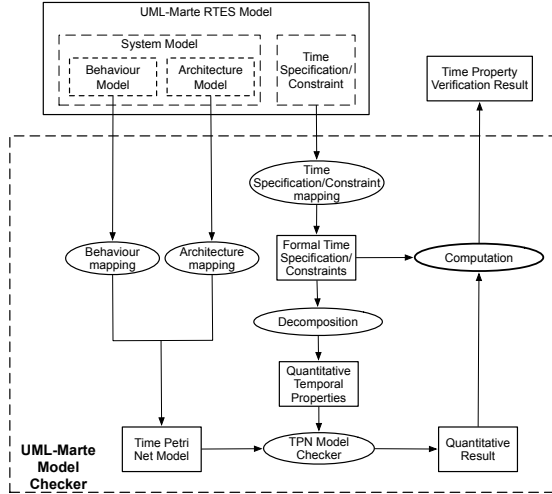 UML-Marte RTES Model
System Model
Behaviour
Model
Architecture
Model
Time
Specification/
Constraint
Time Property
Verification Result
Time
Specification/Constraint
mapping
Behaviour
mapping
Architecture
mapping
Formal Time
Specification/
Constraints
Computation
Decomposition
Quantitative
Temporal
Properties
UML-Marte
Model
Checker
Time Petri
Net Model
TPN Model
Checker
Quantitative
Result